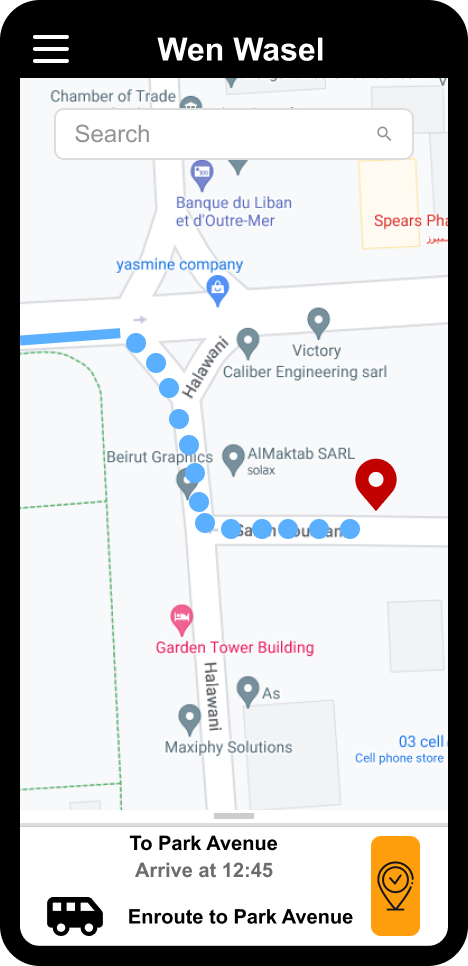 Wen Wasel
Chamber of Trade
Search
Banque du Liban
et d'Outre-Mer
Spears Pha
yasmine company
Victory
Halawani
Caliber Engineering sarl
Beirut Graphics
AlMaktab SARL
solax
Garden Tower Building
Halawani
As
Maxiphy Solutions
03 cell
Cell phone store
To Park Avenue
Arrive at 12:45
Enroute to Park Avenue